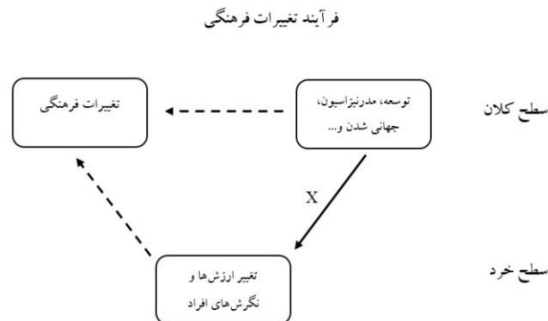 فرآیند تغییرات فرهنگی
سطح کلان
توسعه، مدرنیزاسیون،
جهانی شدن و...
تغییرات فرهنگی
X
سطح خرد
تغییر ارزش‌ها و
نگرش‌های افراد